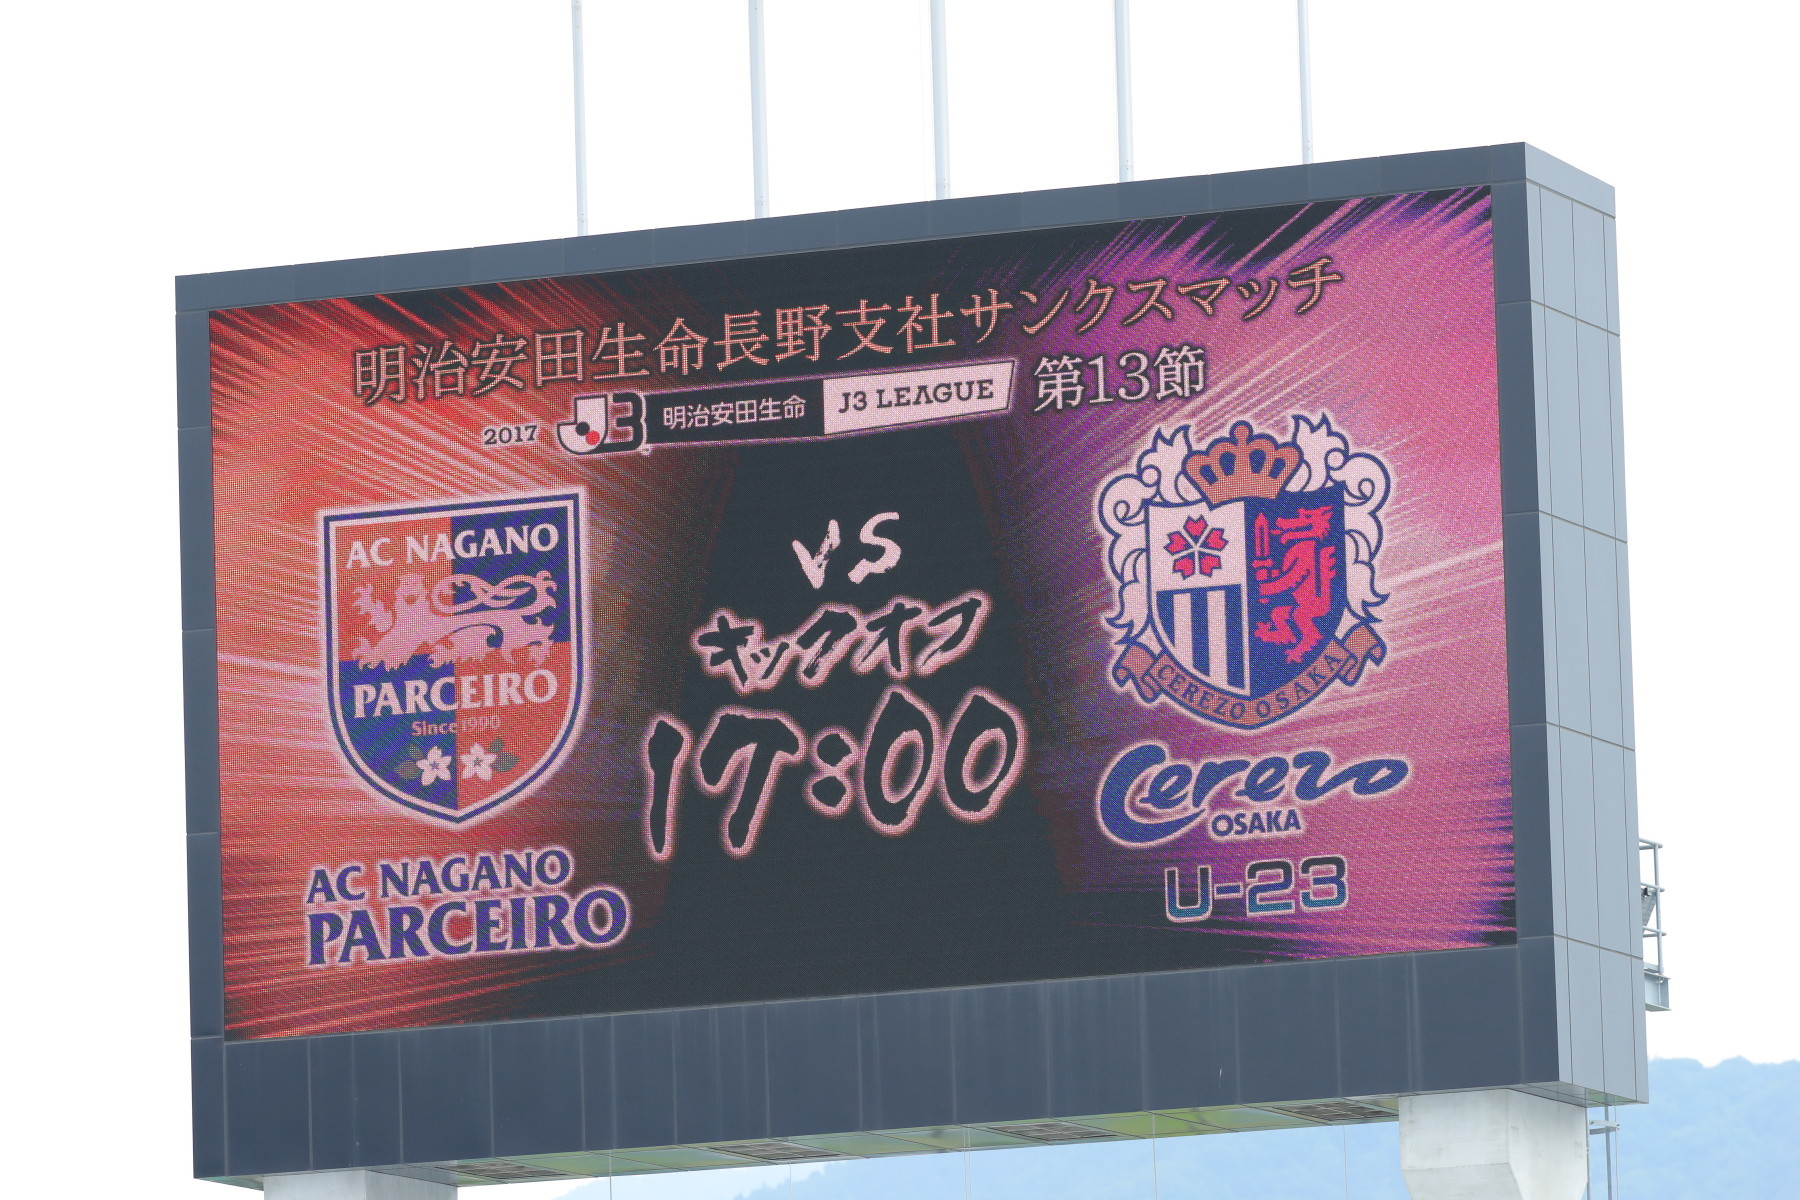 明治安田生命長野支社サンクスマッチ
2017 J3 明治安田生命 J3 LEAGUE 第13節
AC NAGANO
PARCEIRO
Since 1990
AC NAGANO
PARCEIRO
VS
キックオフ
17:00
CEREZO OSAKA
Cerezo
OSAKA
U-23